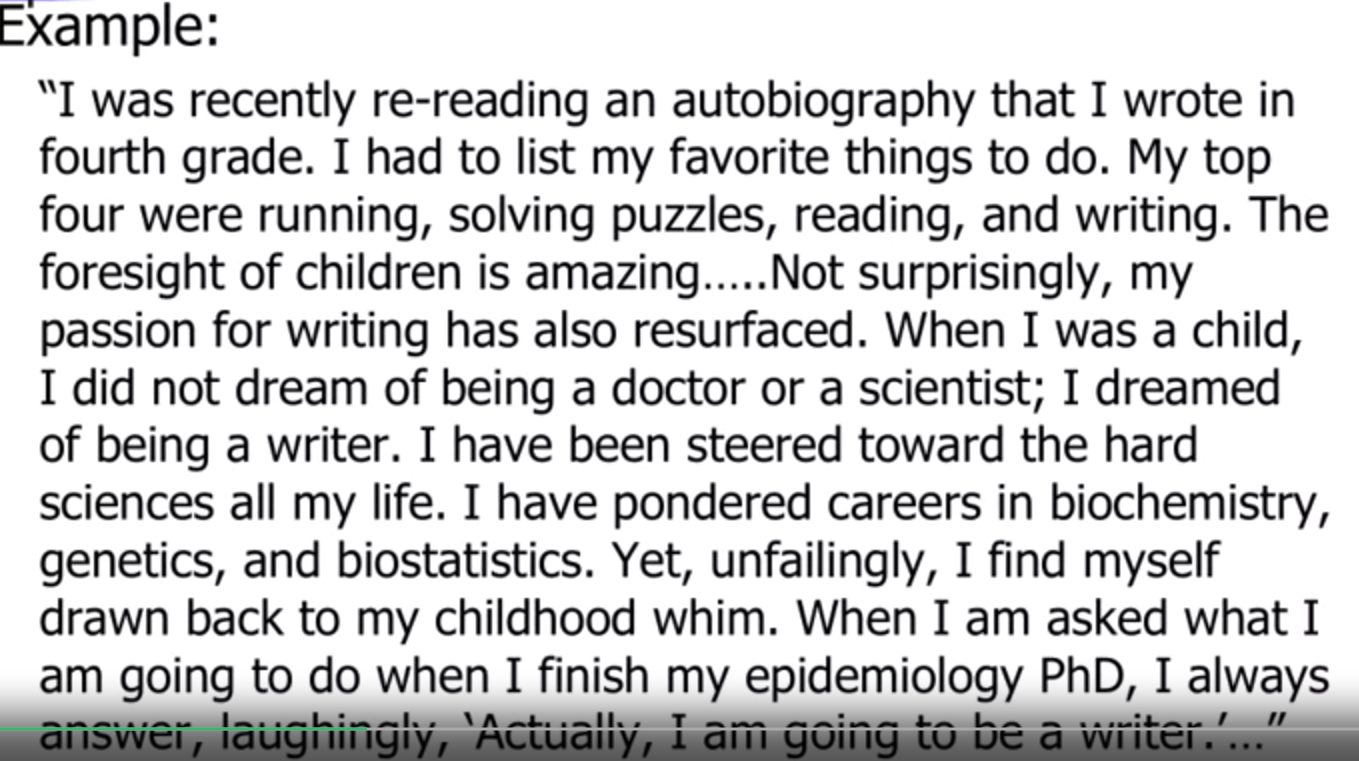 Example:
“I was recently re-reading an autobiography that I wrote in
fourth grade. I had to list my favorite things to do. My top
four were running, solving puzzles, reading, and writing. The
foresight of children is amazing…..Not surprisingly, my
passion for writing has also resurfaced. When I was a child,
I did not dream of being a doctor or a scientist; I dreamed
of being a writer. I have been steered toward the hard
sciences all my life. I have pondered careers in biochemistry,
genetics, and biostatistics. Yet, unfailingly, I find myself
drawn back to my childhood whim. When I am asked what I
am going to do when I finish my epidemiology PhD, I always
answer, laughingly, ‘Actually, I am going to be a writer.’…”